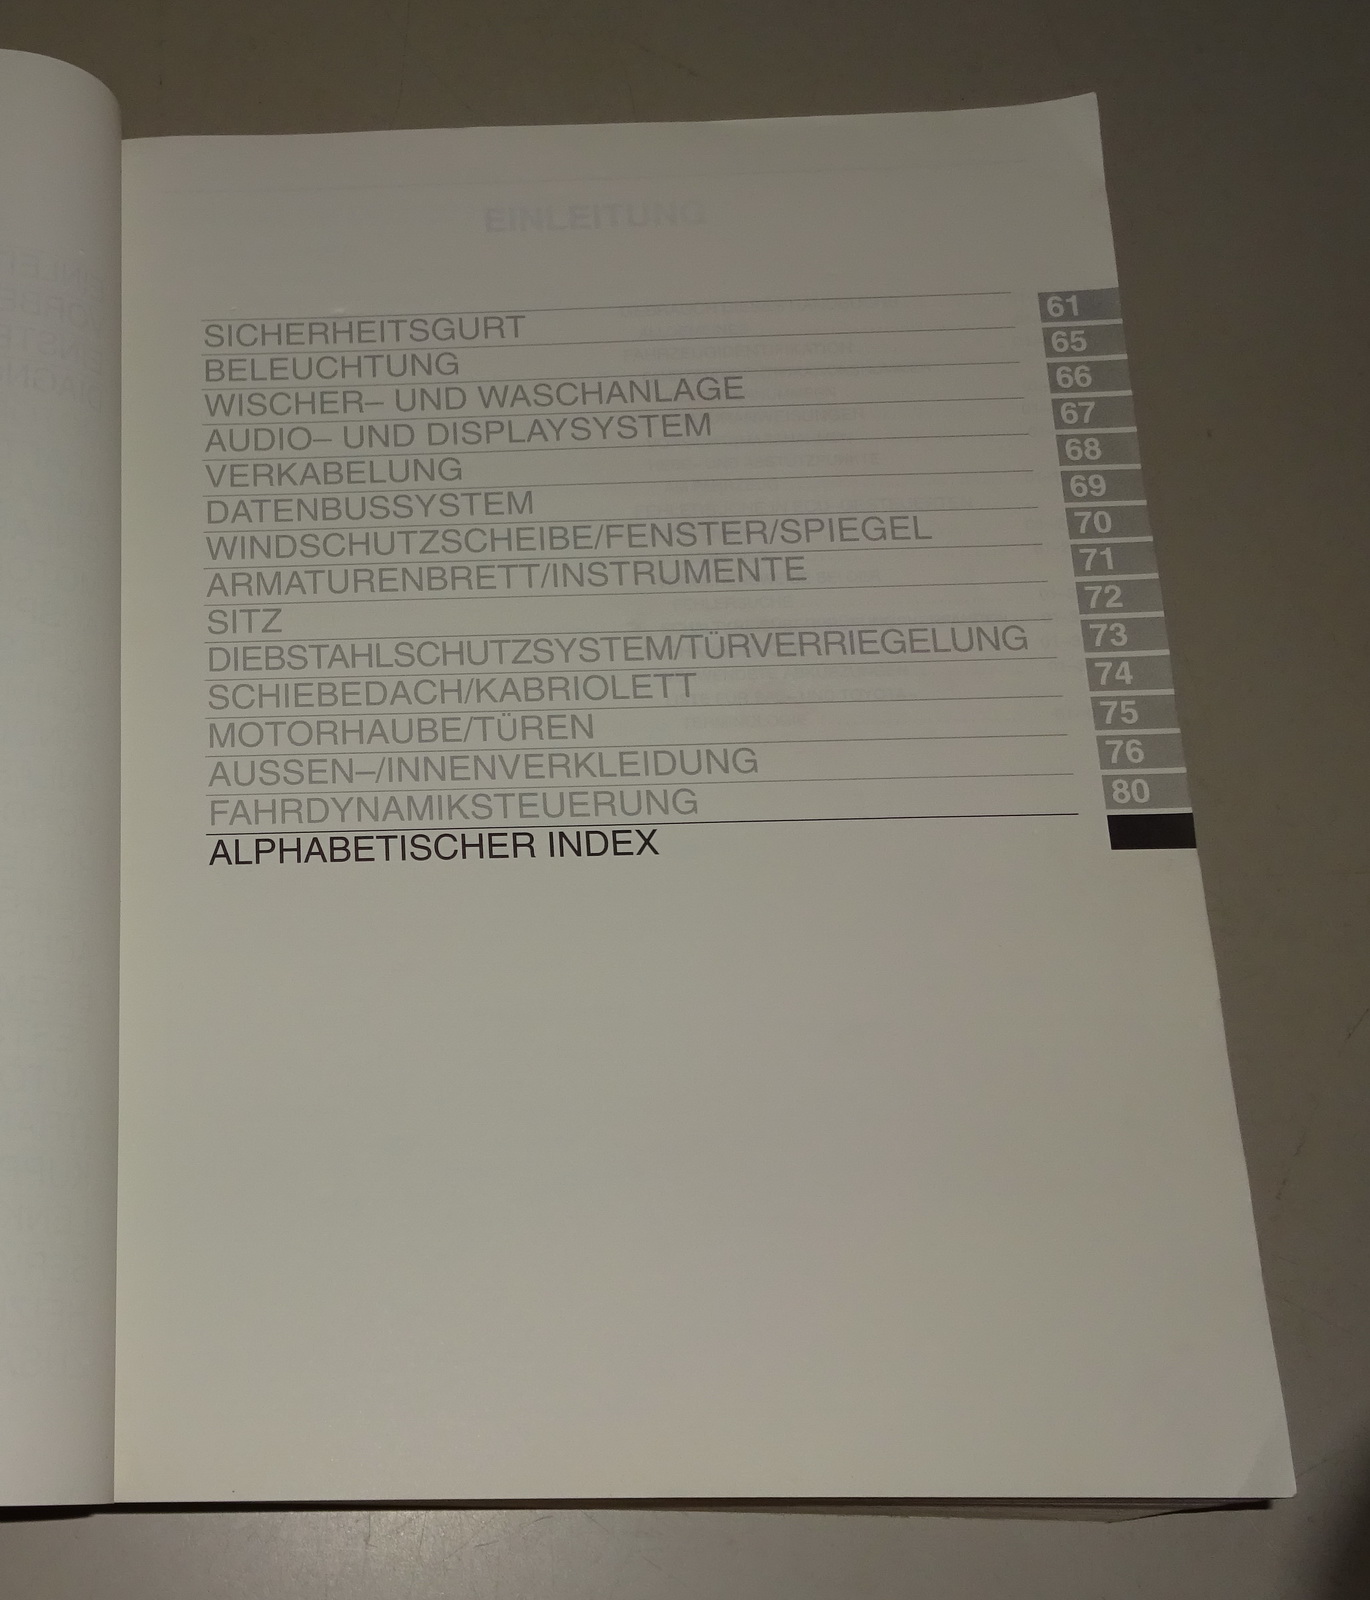 EINLEITUNG
SICHERHEITSGURT 61
BELEUCHTUNG 65
WISCHER– UND WASCHANLAGE 66
AUDIO– UND DISPLAYSYSTEM 67
VERKABELUNG 68
DATENBUSSYSTEM 69
WINDSCHUTZSCHEIBE/FENSTER/SPIEGEL 70
ARMATURENBRETT/INSTRUMENTE 71
SITZ 72
DIEBSTAHLSCHUTZSYSTEM/TÜRVERRIEGELUNG 73
SCHIEBEDACH/KABRIOLETT 74
MOTORHAUBE/TÜREN 75
AUSSEN–/INNENVERKLEIDUNG 76
FAHRDYNAMIKSTEUERUNG 80
ALPHABETISCHER INDEX